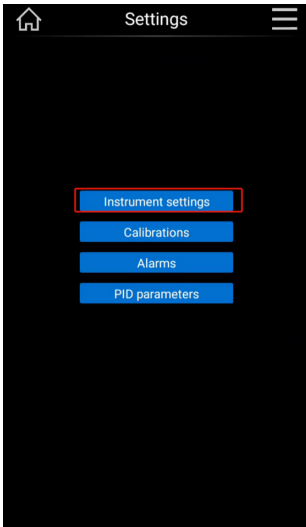 Settings
Instrument settings
Calibrations
Alarms
PID parameters